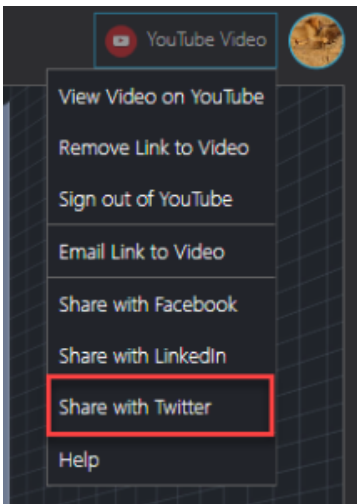 YouTube Video
View Video on YouTube
Remove Link to Video
Sign out of YouTube
Email Link to Video
Share with Facebook
Share with LinkedIn
Share with Twitter
Help